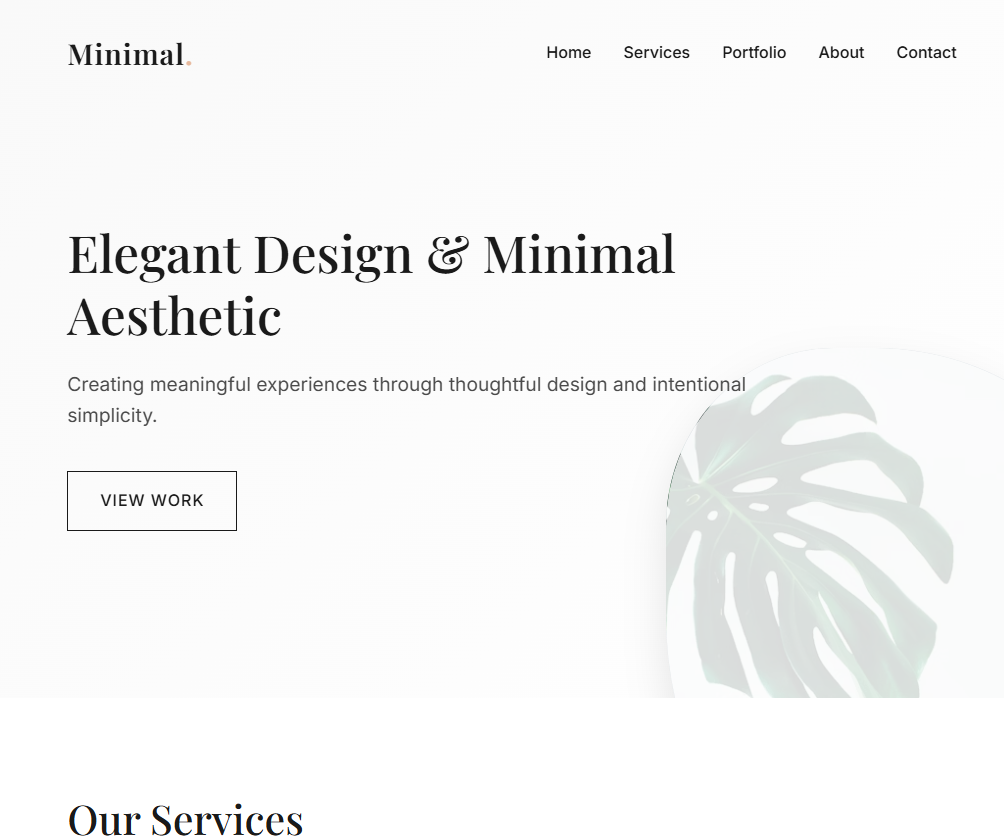 Minimal.
Home Services Portfolio About Contact
Elegant Design & Minimal
Aesthetic
Creating meaningful experiences through thoughtful design and intentional
simplicity.
VIEW WORK
Our Services